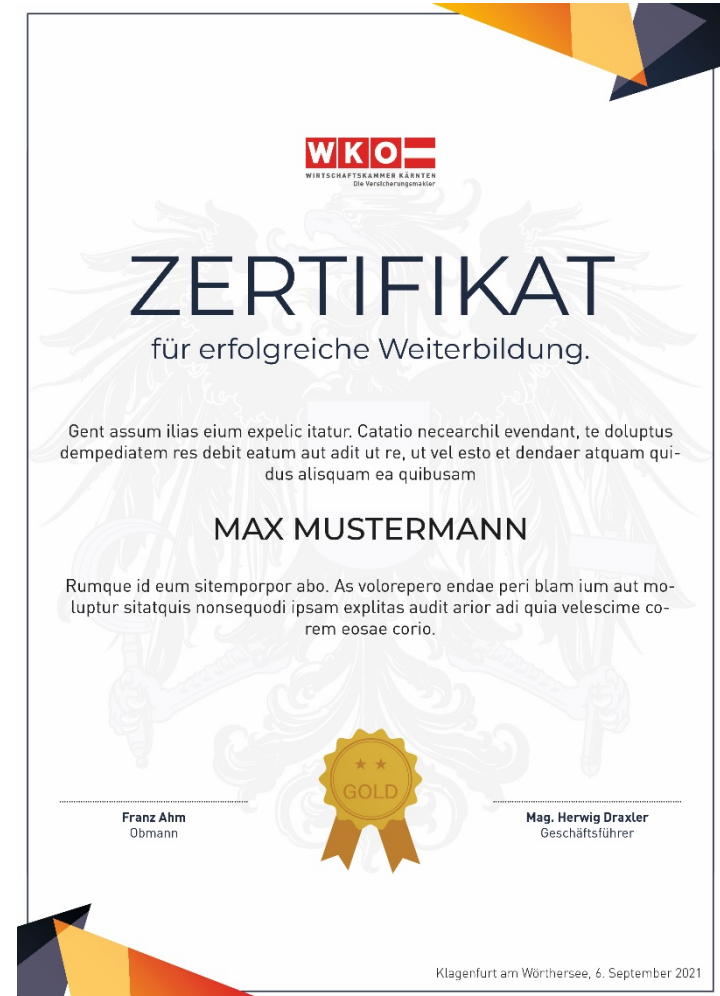 WKO
WIRTSCHAFTSKAMMER KÄRNTEN
Die Versicherungsmakler
ZERTIFIKAT
für erfolgreiche Weiterbildung.
Gent assum ilias eium expelic itatur. Catatio necearchil evendant, te doluptus
dempediatem res debit eatum aut adit ut re, ut vel esto et dendaer atquam qui-
dus alisquam ea quibusam
MAX MUSTERMANN
Rumque id eum sitemporpor abo. As volorepero endae peri blam ium aut mo-
luptur sitatquis nonsequodi ipsam explitas audit arior adi quia velescime co-
rem eosae corio.
GOLD
Franz Ahm
Obmann
Mag. Herwig Draxler
Geschäftsführer
Klagenfurt am Wörthersee, 6. September 2021